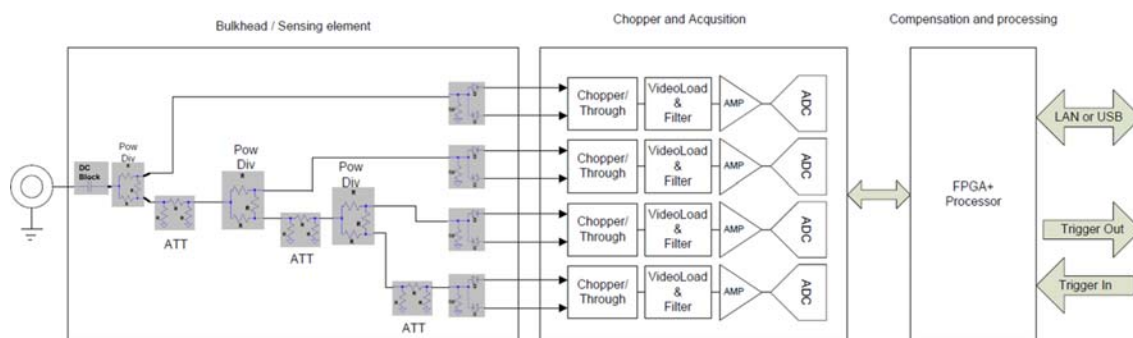 Bulkhead / Sensing element
Chopper and Acqusition
Compensation and processing
DC
Block
Pow
Div
ATT
Pow
Div
ATT
Pow
Div
ATT
Chopper/
Through
VideoLoad
&
Filter
AMP
ADC
Chopper/
Through
VideoLoad
&
Filter
AMP
ADC
Chopper/
Through
VideoLoad
&
Filter
AMP
ADC
Chopper/
Through
VideoLoad
&
Filter
AMP
ADC
FPGA+
Processor
LAN or USB
Trigger Out
Trigger In